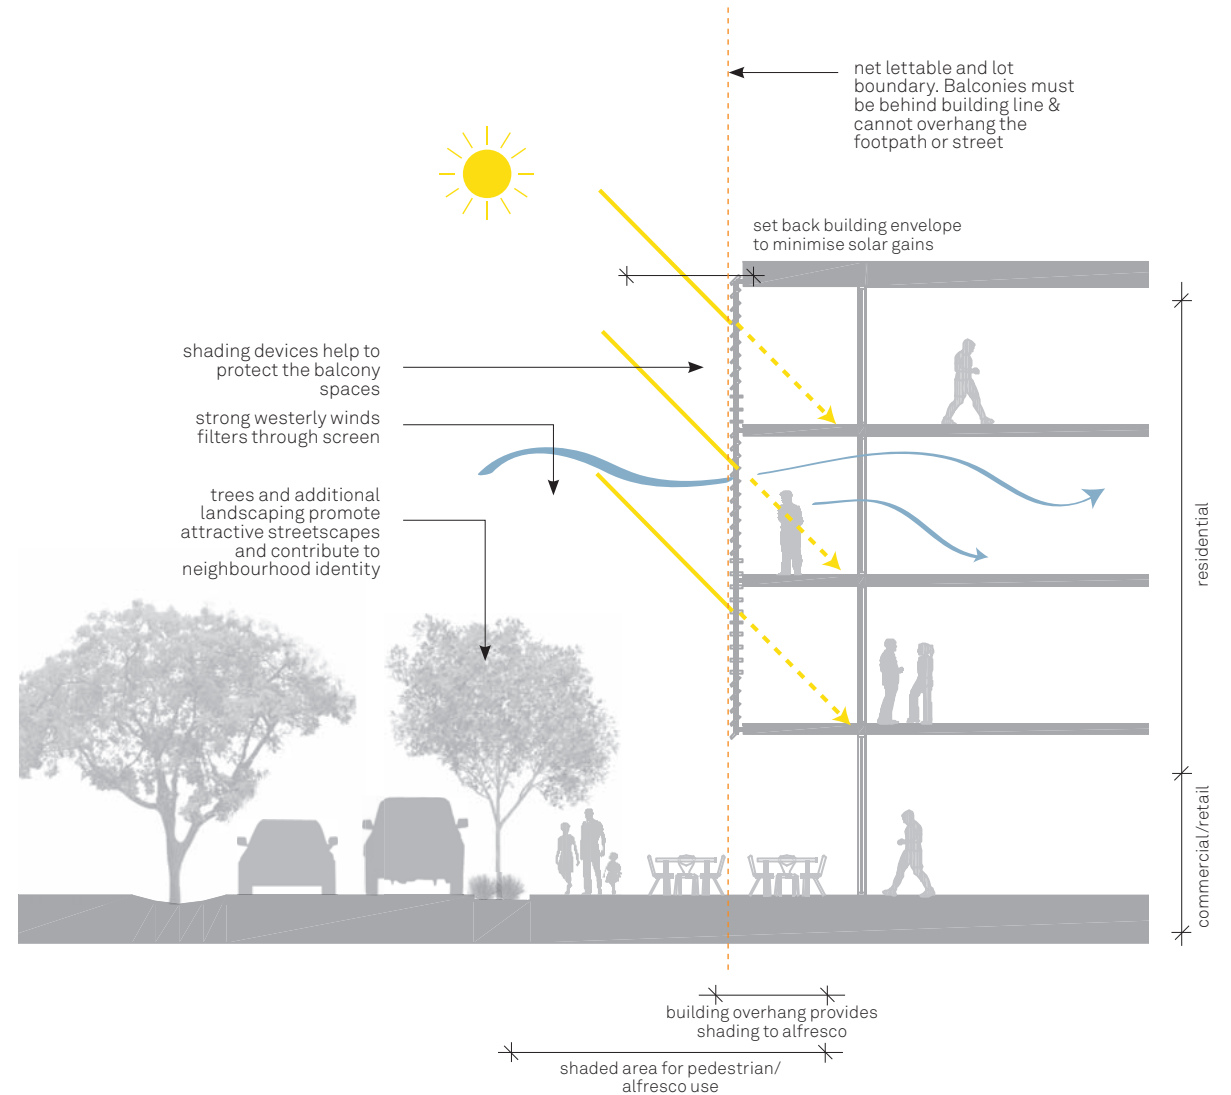 net lettable and lot
boundary. Balconies must
be behind building line &
cannot overhang the
footpath or street
set back building envelope
to minimise solar gains
shading devices help to
protect the balcony
spaces
strong westerly winds
filters through screen
trees and additional
landscaping promote
attractive streetscapes
and contribute to
neighbourhood identity
residential
commercial/retail
building overhang provides
shading to alfresco
shaded area for pedestrian/
alfresco use